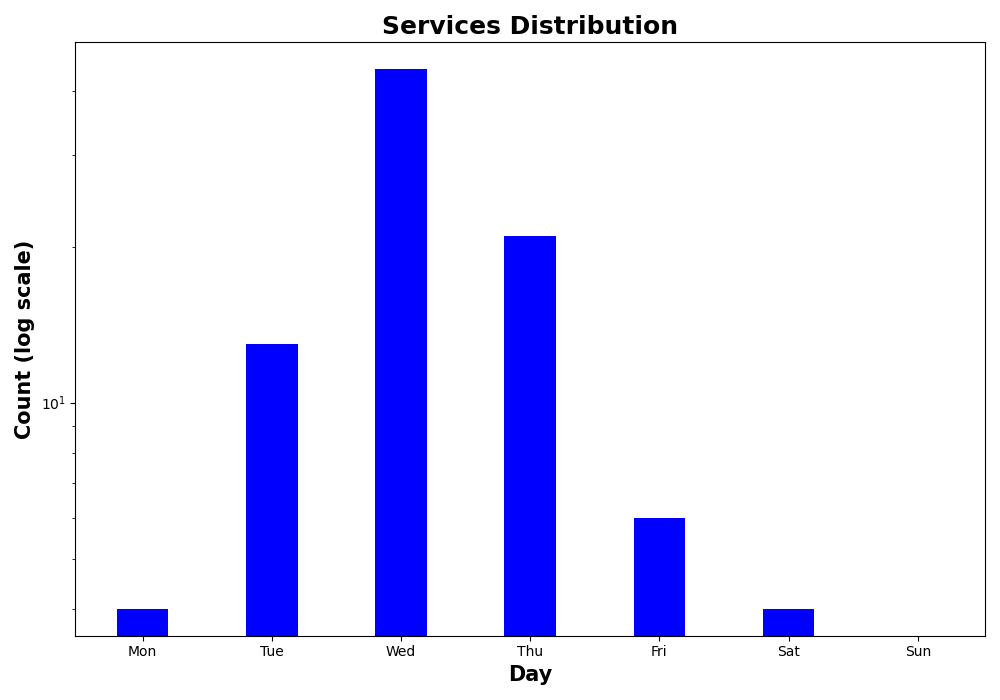 Services Distribution
Count (log scale)
10¹
Mon Tue Wed Thu Fri Sat Sun
Day